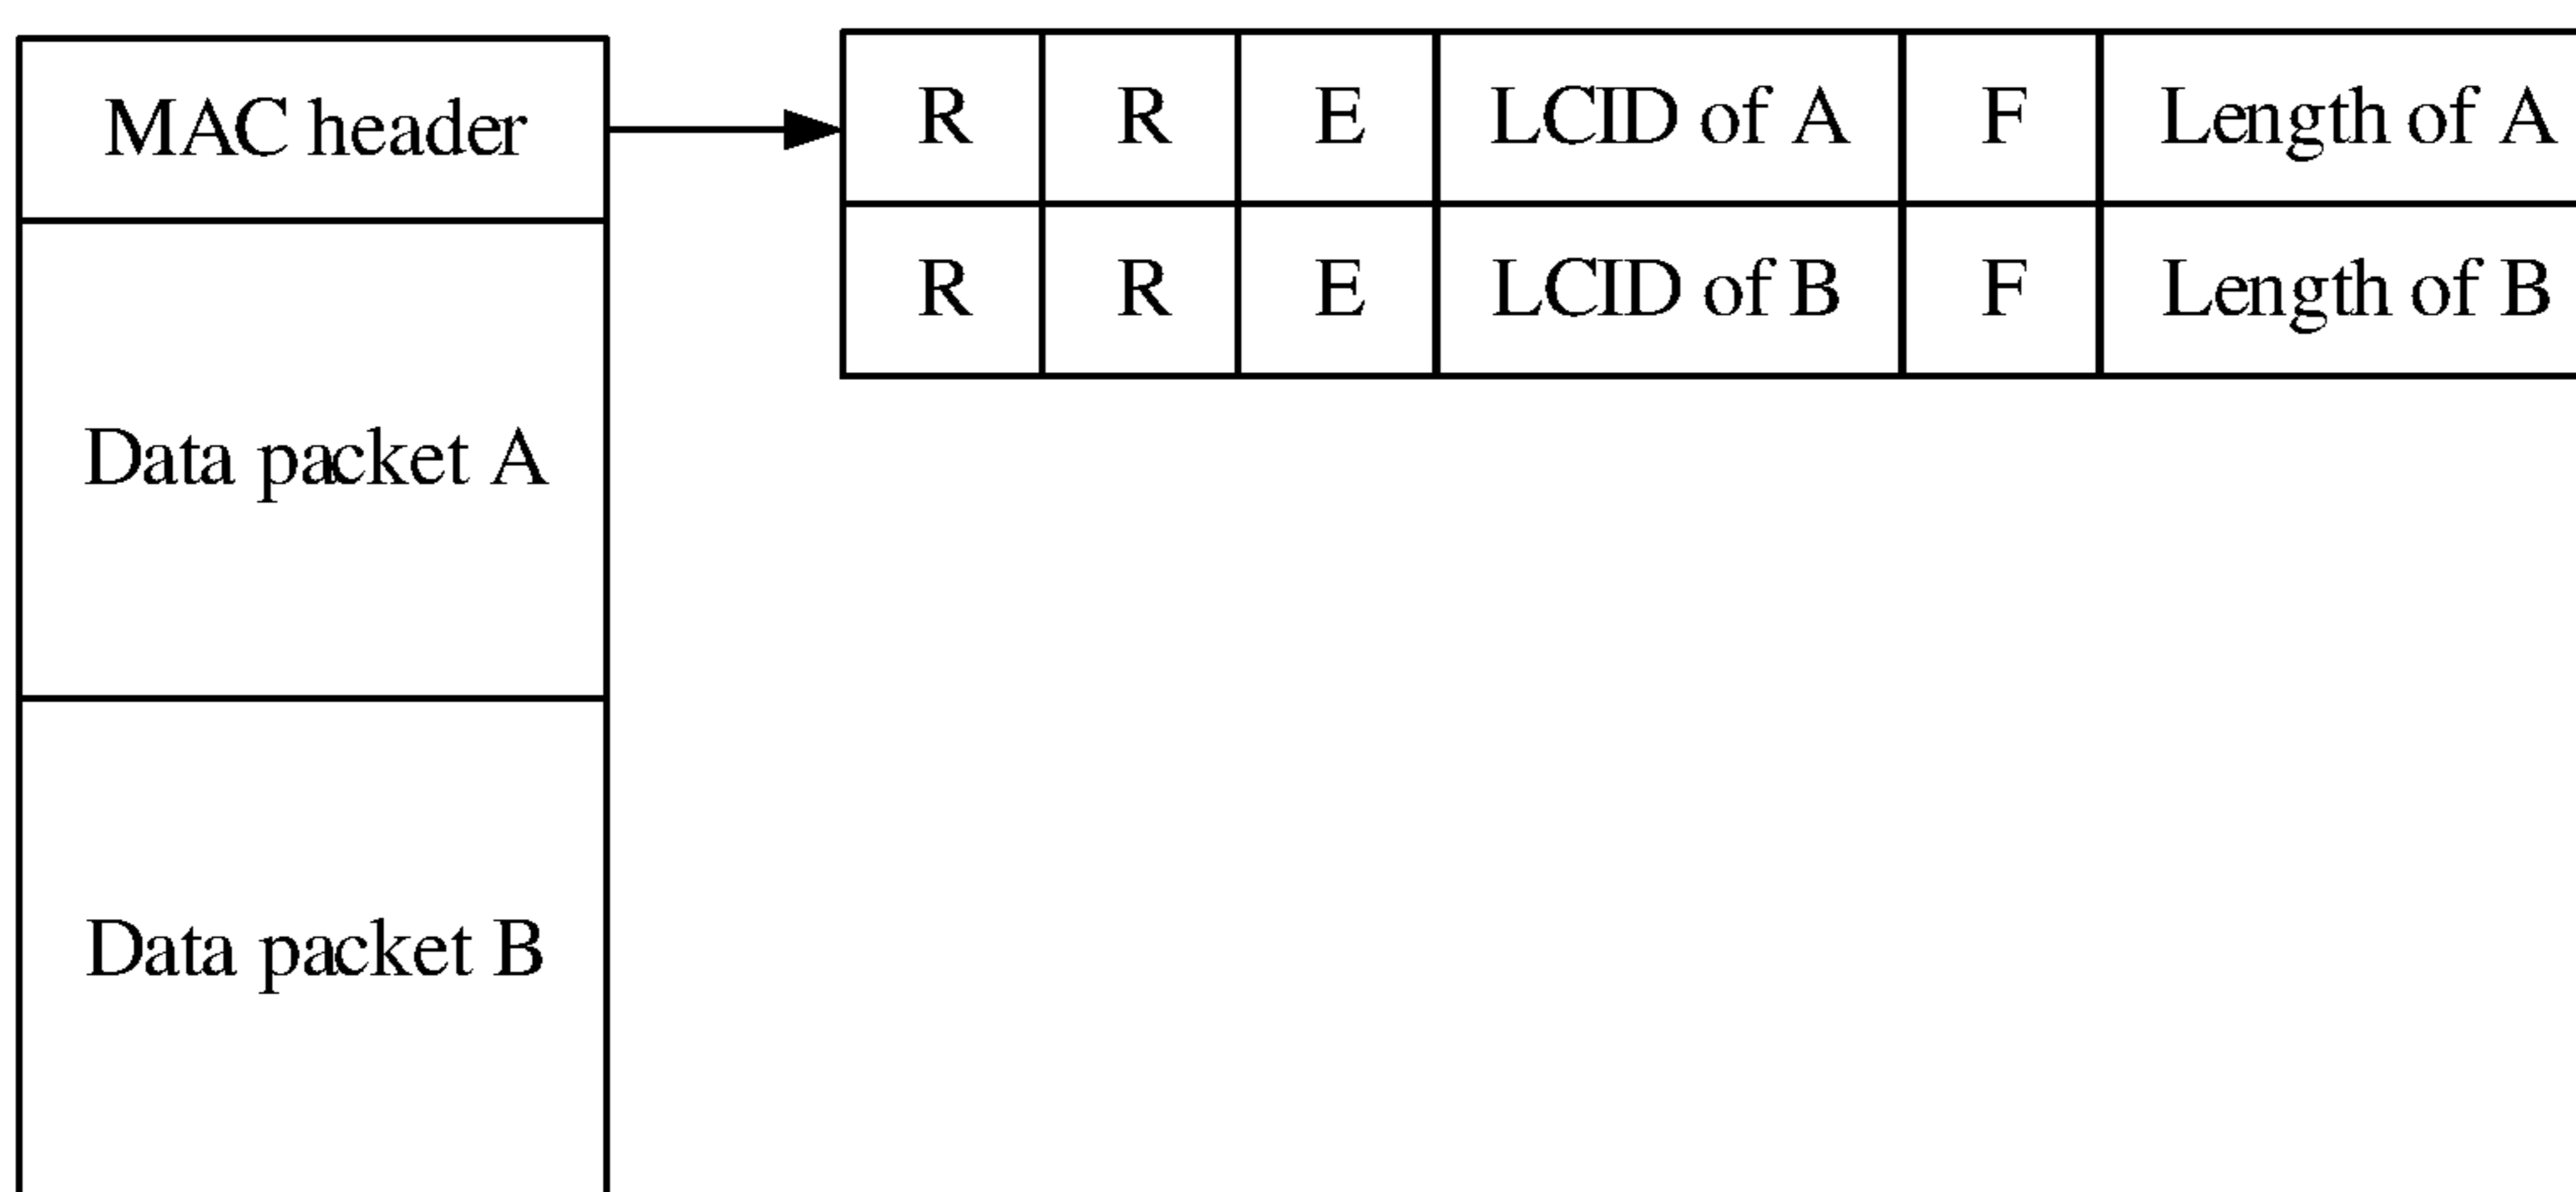 MAC header
R R E LCID of A F Length of A
R R E LCID of B F Length of B
Data packet A
Data packet B